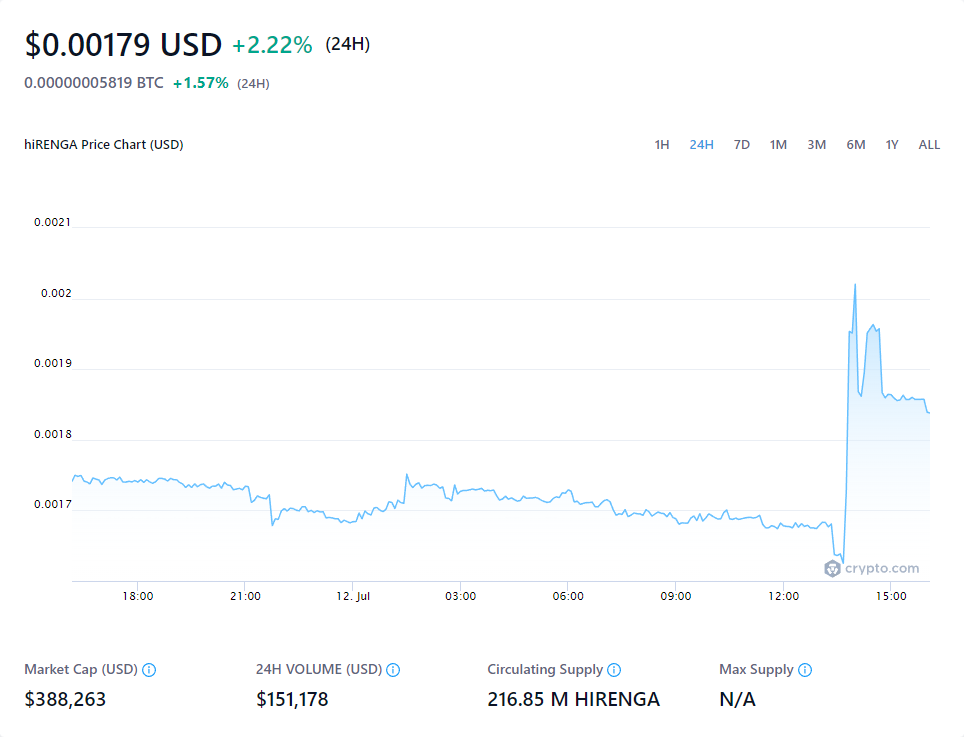 $0.00179 USD +2.22% (24H)
0.00000005819 BTC +1.57% (24H)
hiRENGA Price Chart (USD) 1H 24H 7D 1M 3M 6M 1Y ALL
0.0021
0.002
0.0019
0.0018
0.0017
crypto.com
18:00 21:00 12. Jul 03:00 06:00 09:00 12:00 15:00
Market Cap (USD) 24H VOLUME (USD) Circulating Supply Max Supply
$388,263 $151,178 216.85 M HIRENGA N/A